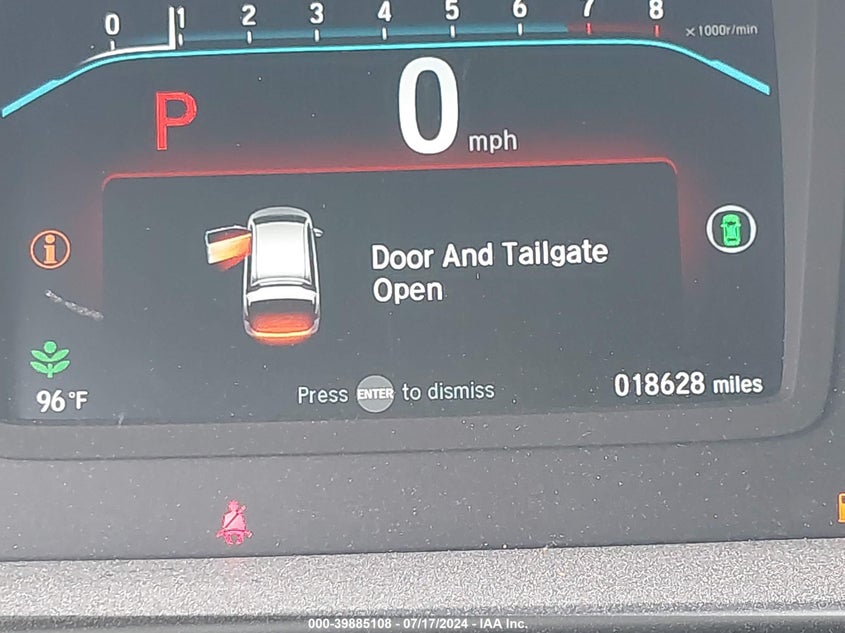 0 1 2 3 4 5 6 7 8
×1000r/min
P
0 mph
i
Door And Tailgate
Open
Press ENTER to dismiss
96°F
018628 miles
000-39885108 - 07/17/2024 - IAA Inc.